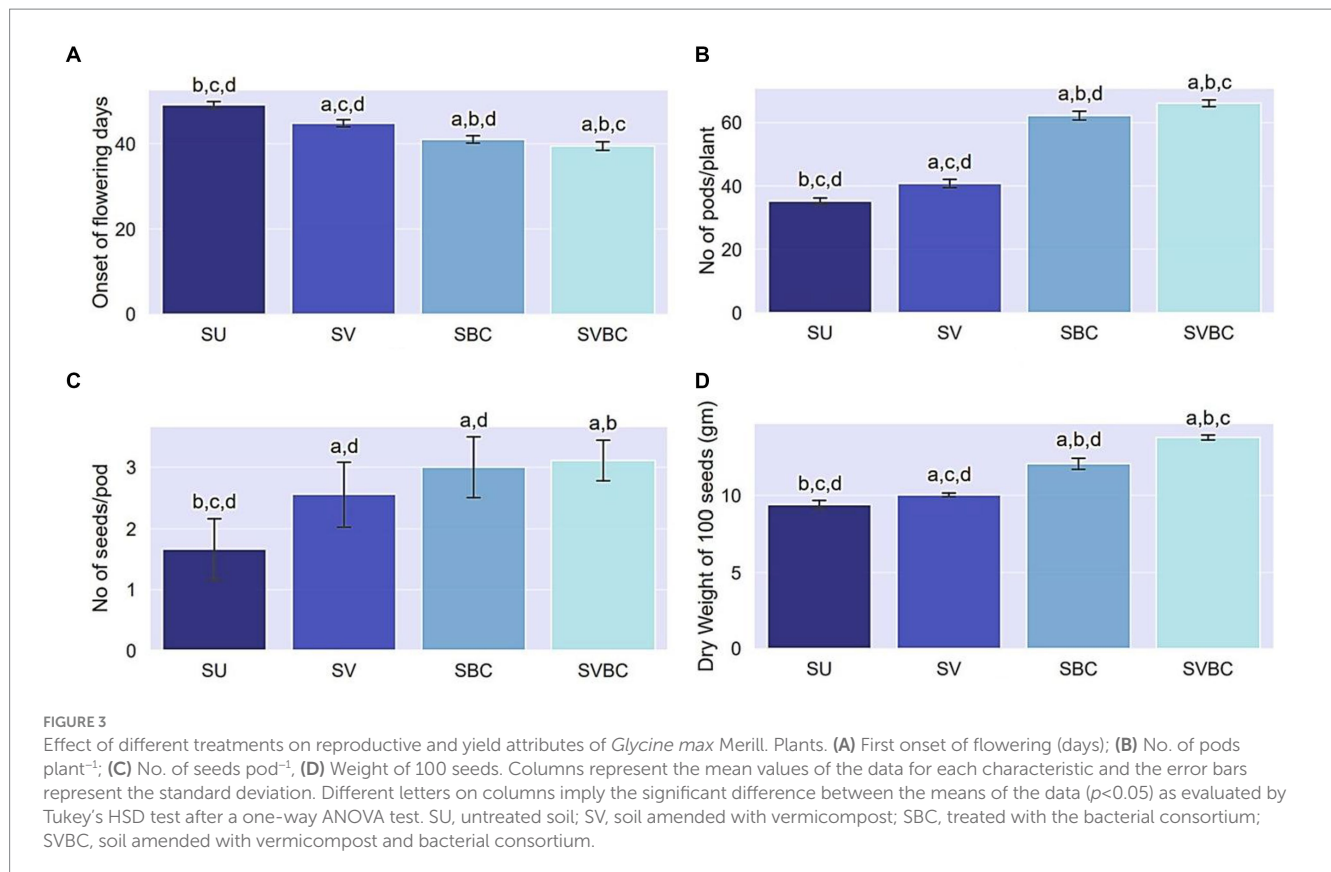 A
b,c,d
a,c,d
a,b,d
a,b,c
Onset of flowering days
40
20
0
SU SV SBC SVBC
B
b,c,d
a,c,d
a,b,d
a,b,c
No of pods/plant
60
40
20
0
SU SV SBC SVBC
C
b,c,d
a,d
a,d
a,b
No of seeds/pod
3
2
1
0
SU SV SBC SVBC
D
b,c,d
a,c,d
a,b,d
a,b,c
Dry Weight of 100 seeds (gm)
10
5
0
SU SV SBC SVBC
FIGURE 3
Effect of different treatments on reproductive and yield attributes of Glycine max Merill. Plants. (A) First onset of flowering (days); (B) No. of pods
plant⁻¹; (C) No. of seeds pod⁻¹, (D) Weight of 100 seeds. Columns represent the mean values of the data for each characteristic and the error bars
represent the standard deviation. Different letters on columns imply the significant difference between the means of the data (p<0.05) as evaluated by
Tukey's HSD test after a one-way ANOVA test. SU, untreated soil; SV, soil amended with vermicompost; SBC, treated with the bacterial consortium;
SVBC, soil amended with vermicompost and bacterial consortium.